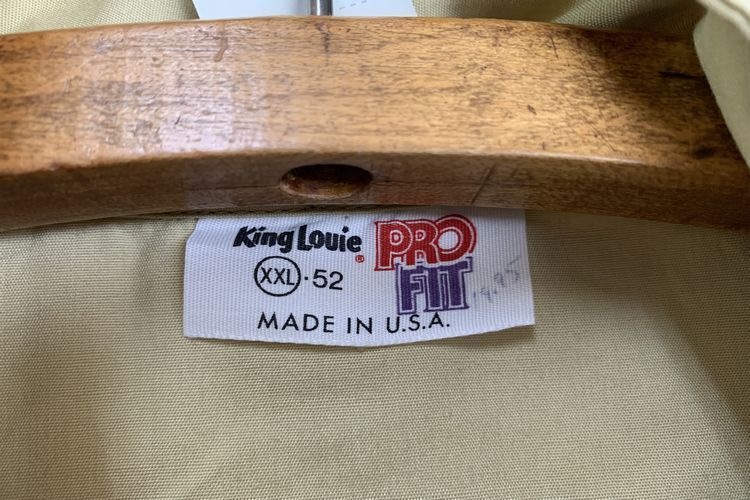 King Louie® PRO
XXL·52 FIT
MADE IN U.S.A.